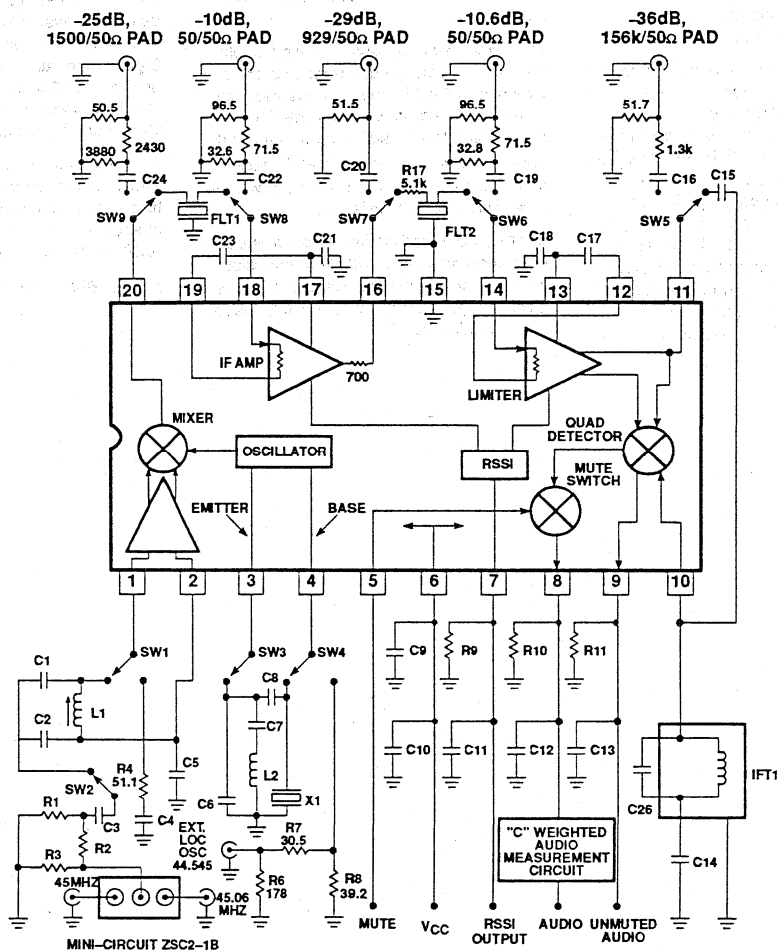 –25dB, –10dB –29dB, –10.6dB –36dB,
1500/50Ω PAD 50/50Ω PAD 929/50Ω PAD 50/50Ω PAD 156k/50Ω PAD
50.5 96.5 51.5 96.5 51.7
2430 71.5 71.5 1.3k
3880 32.6 32.8
C24 C22 C20 R17 C19 C16 C15
5.1k
SW9 FLT1 SW8 SW7 FLT2 SW6 SW5
C23 C21 C18 C17
20 19 18 17 16 15 14 13 12 11
IF AMP
700
LIMITER
MIXER
OSCILLATOR
RSSI
QUAD
DETECTOR
MUTE
SWITCH
EMITTER BASE
1 2 3 4 5 6 7 8 9 10
SW1 SW3 SW4
C1 C8 C9 R9 R10 R11
L1 C7
C2
R4
51.1
C5 L2 C10 C11 C12 C13
SW2
C6 X1
C26 IFT1
R1 C3 C4
R2
R3
EXT.
LOC
OSC
44.545
R7
30.5
R6
178
R8
39.2
"C" WEIGHTED
AUDIO
MEASUREMENT
CIRCUIT
C14
45MHZ
45.06
MHZ
MINI–CIRCUIT ZSC2–1B
MUTE VCC RSSI
OUTPUT
AUDIO UNMUTED
AUDIO